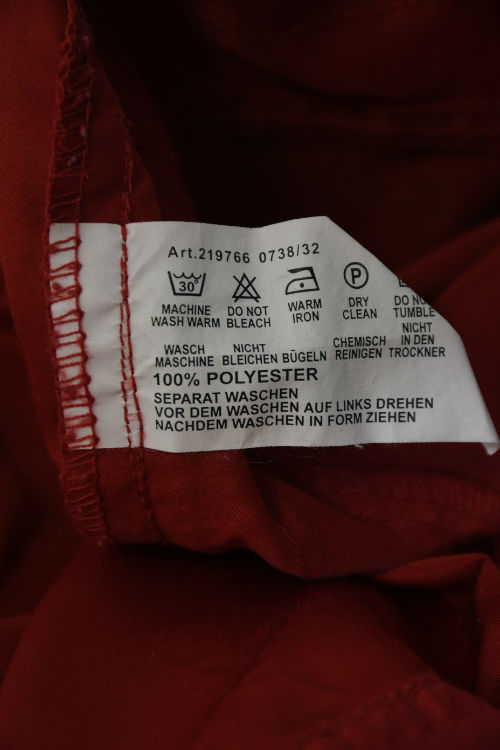 Art.219766 0738/32
30° P
MACHINE DO NOT WARM DRY DO NOT
WASH WARM BLEACH IRON CLEAN TUMBLE
WASCH NICHT CHEMISCH NICHT IN DEN
MASCHINE BLEICHEN BÜGELN REINIGEN TROCKNER
100% POLYESTER
SEPARAT WASCHEN
VOR DEM WASCHEN AUF LINKS DREHEN
NACHDEM WASCHEN IN FORM ZIEHEN